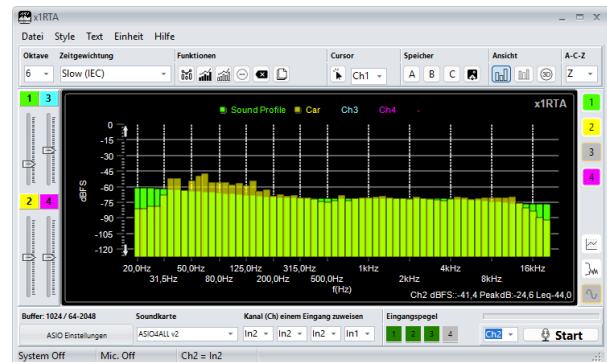 x1RTA
Datei Style Text Einheit Hilfe
Oktave Zeitgewichtung Funktionen Cursor Speicher Ansicht A-C-Z
6 Slow (IEC) Ch1 A B C 3D Z
1 3 1
Sound Profile Car Ch3 Ch4 - x1RTA
0
-15
-30
-45
-60
-75
-90
-105
-120
dBFS
2 4
2
3
4
20,0Hz 50,0Hz 125,0Hz 315,0Hz 1kHz 4kHz 16kHz
31,5Hz 80,0Hz 200,0Hz 500,0Hz 2kHz 8kHz
f(Hz)
Ch2 dBFS:-41,4 Peakdb:-24,6 Leq-44,0
Buffer: 1024 / 64-2048 Soundkarte Kanal (Ch) einem Eingang zuweisen Eingangspegel
ASIO Einstellungen ASIO4ALL v2 In2 In2 In2 In1 1 2 3 4 Ch2 Start
System Off Mic. Off Ch2 = In2